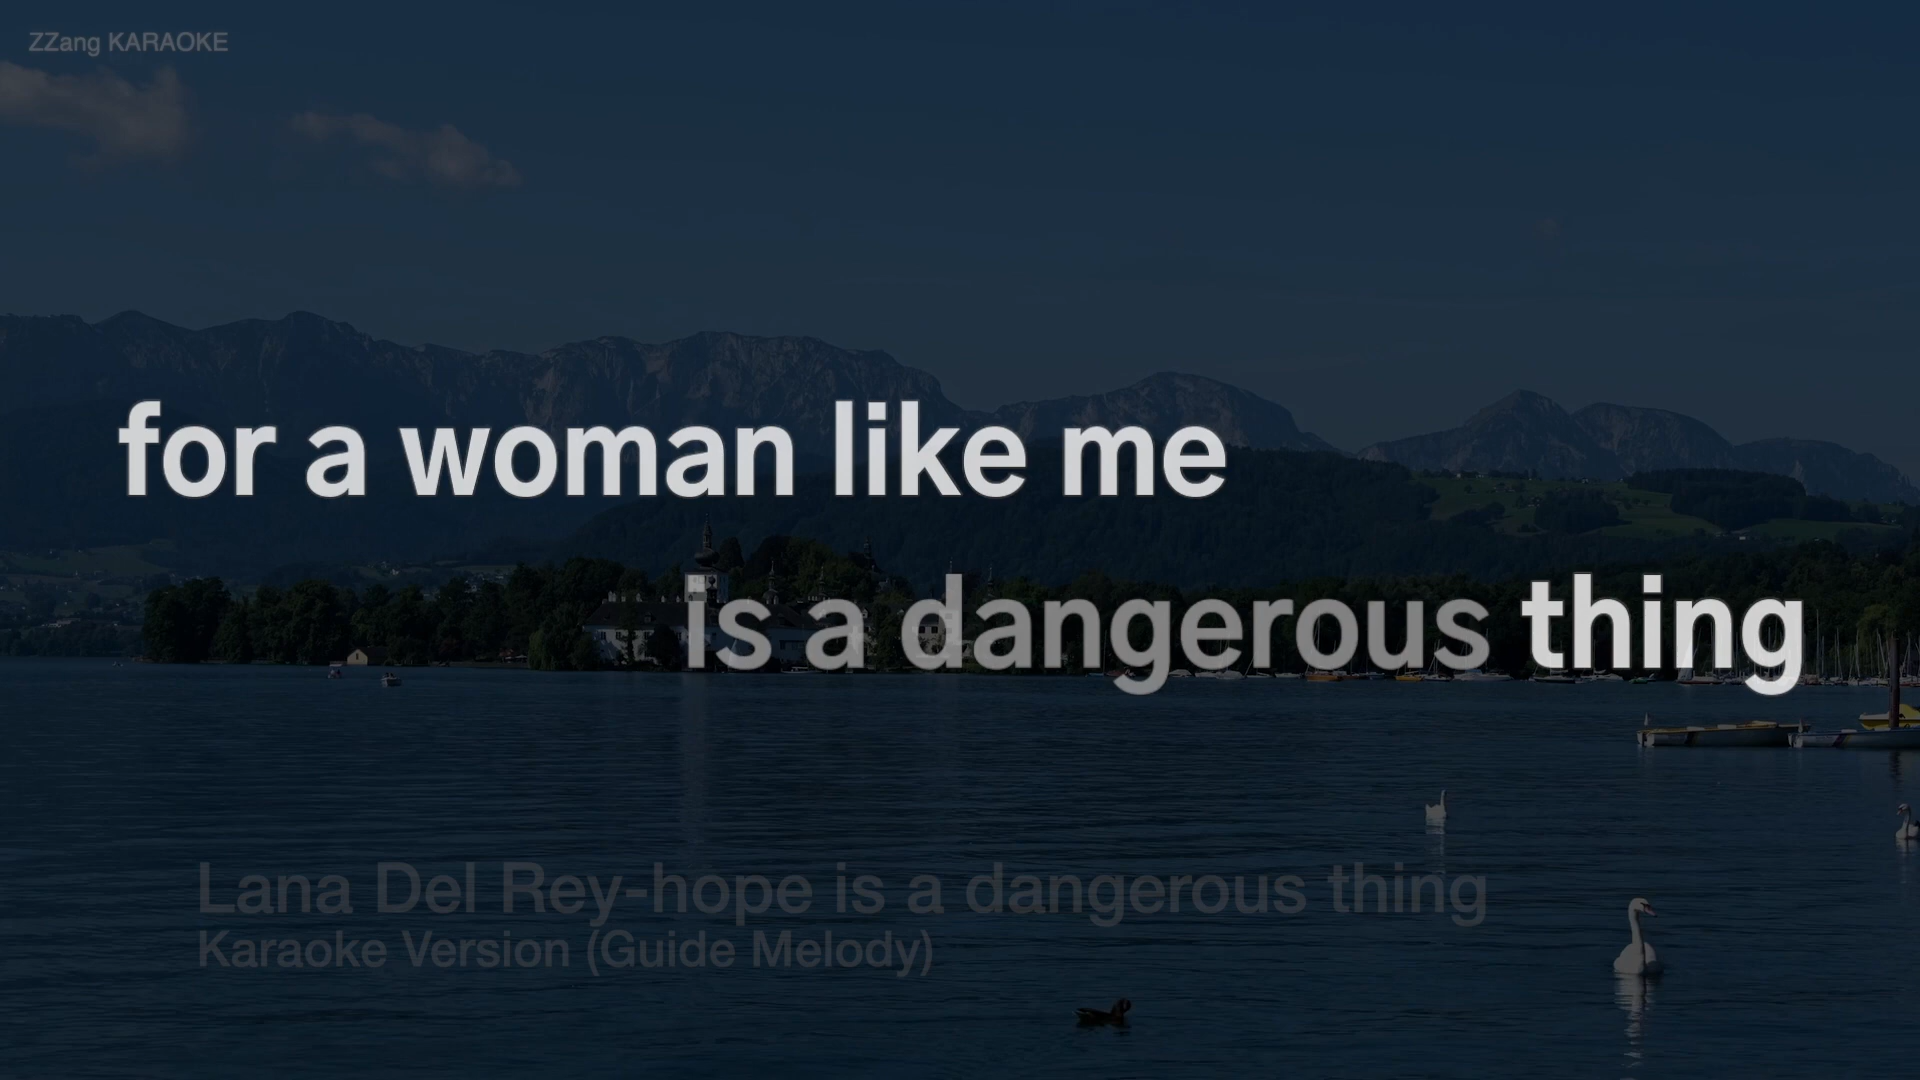 ZZang KARAOKE
for a woman like me
is a dangerous thing
Lana Del Rey-hope is a dangerous thing
Karaoke Version (Guide Melody)